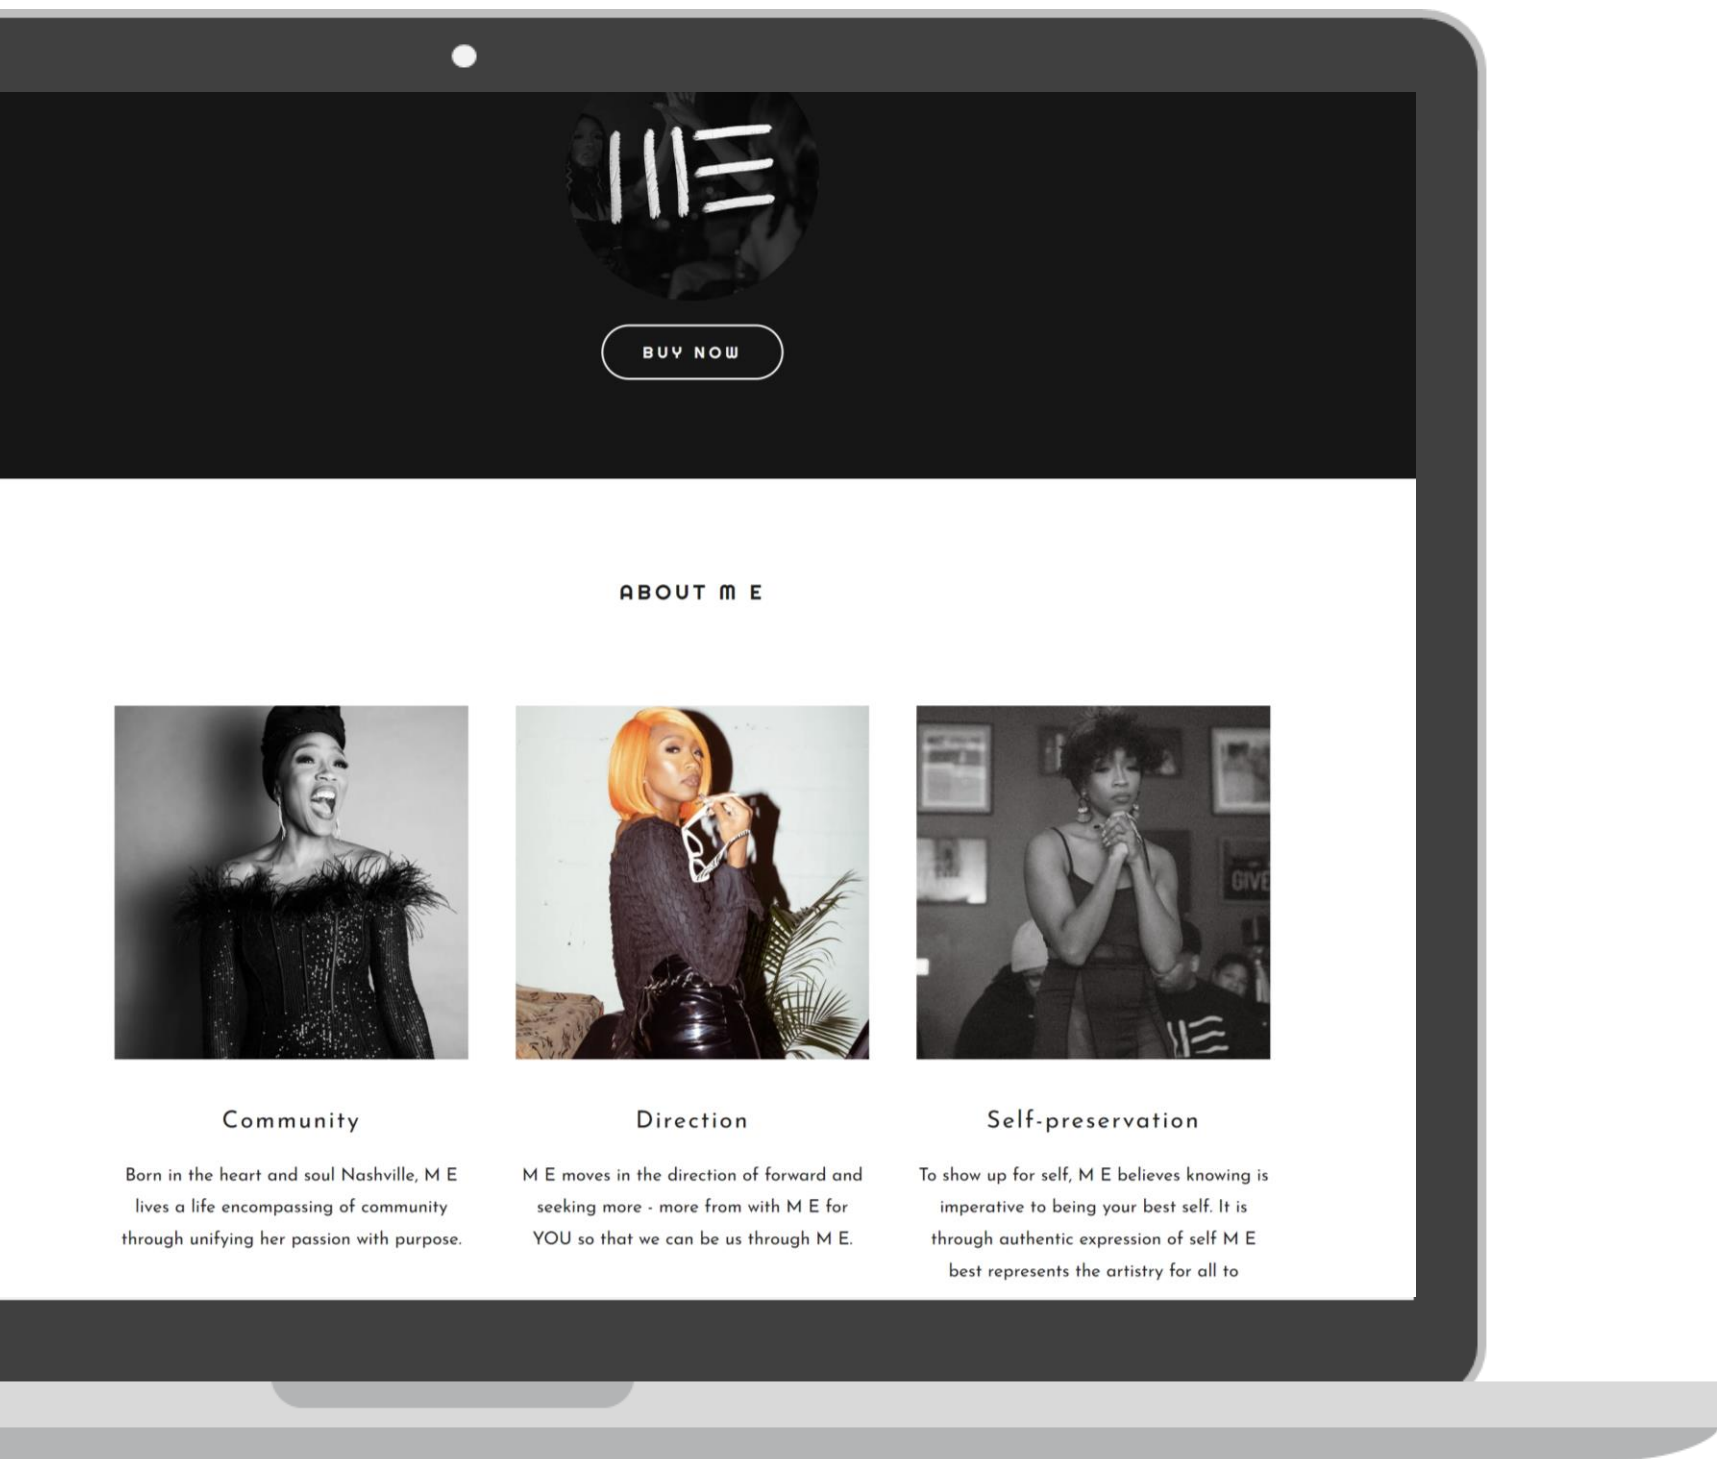 ME
BUY NOW
ABOUT M E
GIVE
Community
Born in the heart and soul Nashville, M E
lives a life encompassing of community
through unifying her passion with purpose.
Direction
M E moves in the direction of forward and
seeking more - more from with M E for
YOU so that we can be us through M E.
Self-preservation
To show up for self, M E believes knowing is
imperative to being your best self. It is
through authentic expression of self M E
best represents the artistry for all to